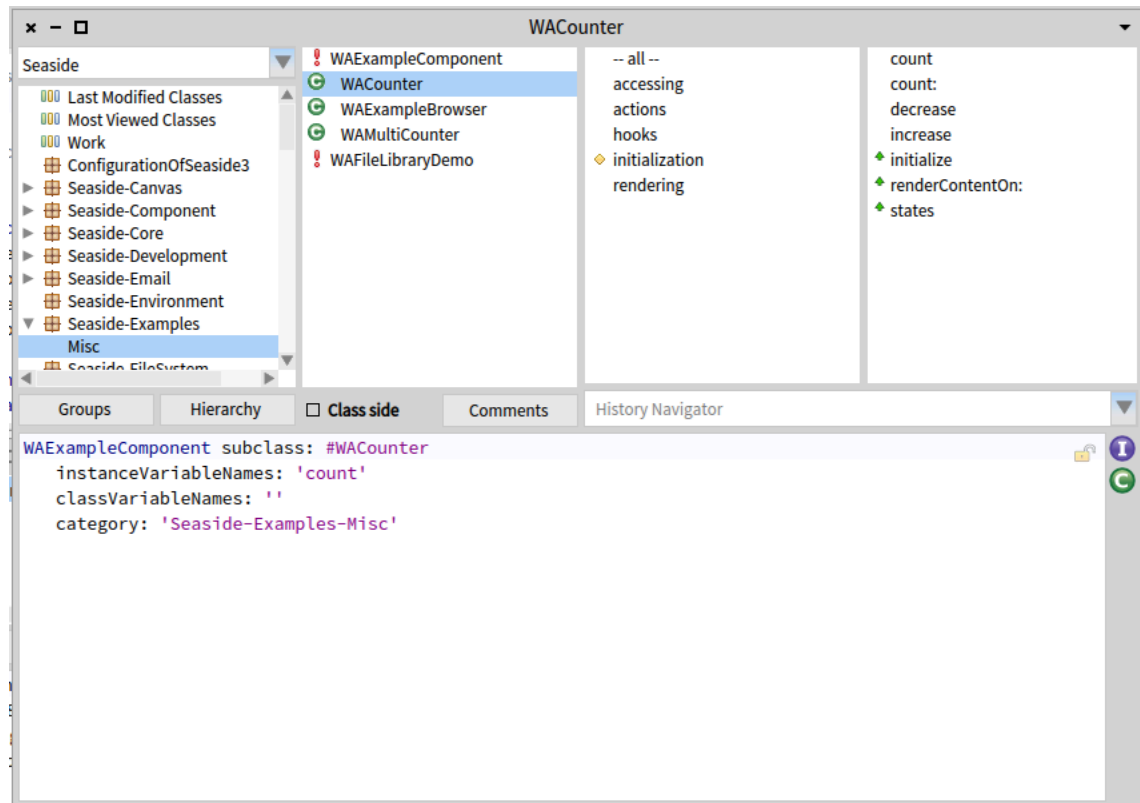 WACounter
Seaside
Last Modified Classes
Most Viewed Classes
Work
ConfigurationOfSeaside3
Seaside-Canvas
Seaside-Component
Seaside-Core
Seaside-Development
Seaside-Email
Seaside-Environment
Seaside-Examples
Misc
Seaside-FileSystem
WAExampleComponent
WACounter
WAExampleBrowser
WAMultiCounter
WAFileLibraryDemo
-- all --
accessing
actions
hooks
initialization
rendering
count
count:
decrease
increase
initialize
renderContentOn:
states
Groups
Hierarchy
Class side
Comments
History Navigator
WAExampleComponent subclass: #WACounter
instanceVariableNames: 'count'
classVariableNames: ''
category: 'Seaside-Examples-Misc'
I
C